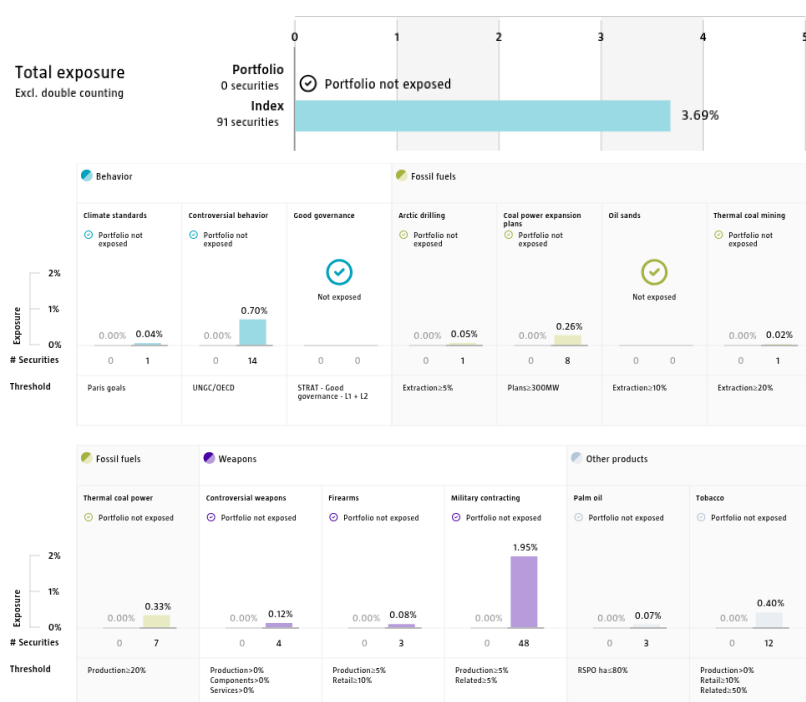 0 1 2 3 4 5
Total exposure
Excl. double counting
Portfolio
0 securities
Portfolio not exposed
Index
91 securities
3.69%
Behavior
Fossil fuels
Climate standards
Controversial behavior
Good governance
Arctic drilling
Coal power expansion
plans
Oil sands
Thermal coal mining
Portfolio not
exposed
Portfolio not
exposed
Portfolio not
exposed
Portfolio not
exposed
Portfolio not
exposed
Not exposed
Not exposed
Exposure
2%
1%
0%
0.00% 0.04% 0.00% 0.70% 0.00% 0.05% 0.00% 0.26% 0.00% 0.02%
# Securities 0 1 0 14 0 0 0 1 0 8 0 0 0 1
Threshold
Paris goals
UNGC/OECD
STRAT - Good
governance - L1 + L2
Extraction≥5%
Plans≥300MW
Extraction≥10%
Extraction≥20%
Fossil fuels
Weapons
Other products
Thermal coal power
Controversial weapons
Firearms
Military contracting
Palm oil
Tobacco
Portfolio not exposed
Portfolio not exposed
Portfolio not exposed
Portfolio not exposed
Portfolio not exposed
Portfolio not exposed
Exposure
2%
1%
0%
0.00% 0.33% 0.00% 0.12% 0.00% 0.08% 0.00% 1.95% 0.00% 0.07% 0.00% 0.40%
# Securities 0 7 0 4 0 3 0 48 0 3 0 12
Threshold
Production≥20%
Production>0%
Components>0%
Services>0%
Production≥5%
Retail≥10%
Production≥5%
Related≥5%
RSPO ha≤80%
Production>0%
Retail≥10%
Related≥50%